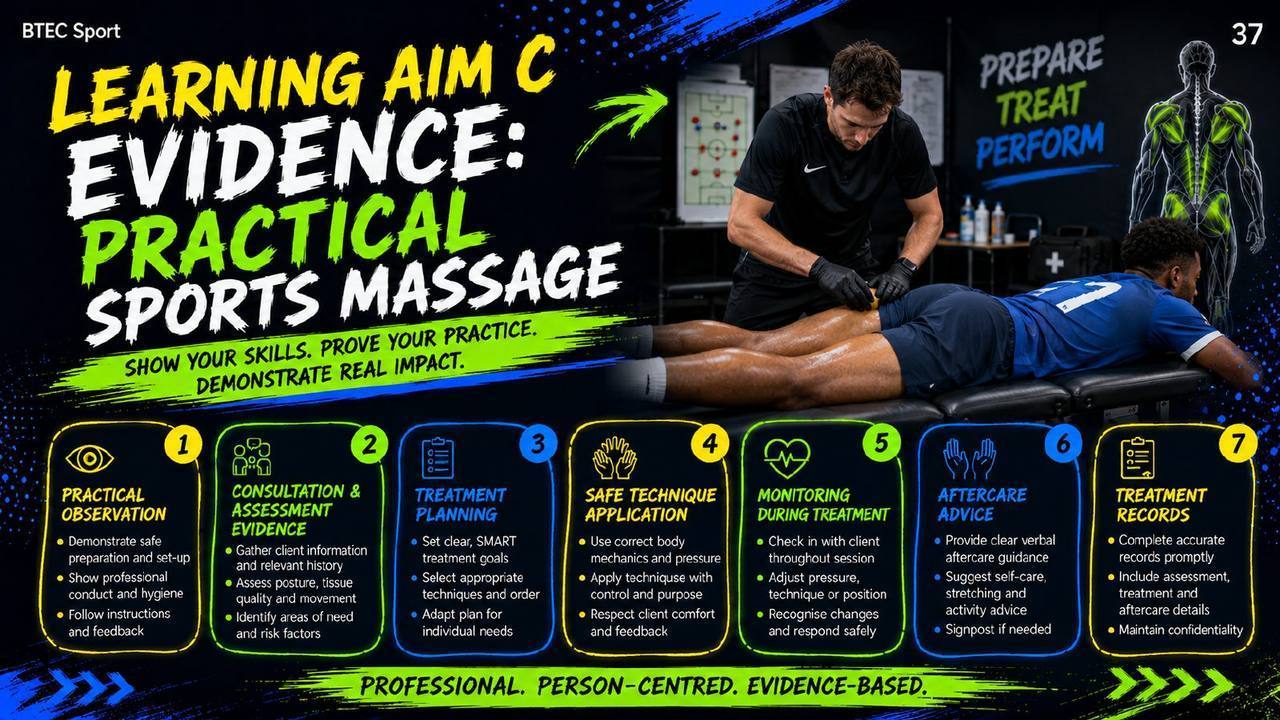 BTEC Sport
37
LEARNING AIM C
EVIDENCE:
PRACTICAL
SPORTS MASSAGE
SHOW YOUR SKILLS. PROVE YOUR PRACTICE.
DEMONSTRATE REAL IMPACT.
PREPARE
TREAT
PERFORM
1
PRACTICAL
OBSERVATION
• Demonstrate safe
preparation and set-up
• Show professional
conduct and hygiene
• Follow instructions
and feedback
2
CONSULTATION &
ASSESSMENT
EVIDENCE
• Gather client information
and relevant history
• Assess posture, tissue
quality and movement
• Identify areas of need
and risk factors
3
TREATMENT
PLANNING
• Set clear, SMART
treatment goals
• Select appropriate
techniques and order
• Adapt plan for
individual needs
4
SAFE TECHNIQUE
APPLICATION
• Use correct body
mechanics and pressure
• Apply techniquse with
control and purpose
• Respect client comfort
and feedback
5
MONITORING
DURING TREATMENT
• Check in with client
throughout session
• Adjust pressure,
technique or position
• Recognise changes
and respond safely
6
AFTERCARE
ADVICE
• Provide clear verbal
aftercare guidance
• Suggest self-care,
stretching and
activity advice
• Signpost if needed
7
TREATMENT
RECORDS
• Complete accurate
records promptly
• Include assessment,
treatment and
aftercare details
• Maintain confidentiality
PROFESSIONAL. PERSON-CENTRED. EVIDENCE-BASED.